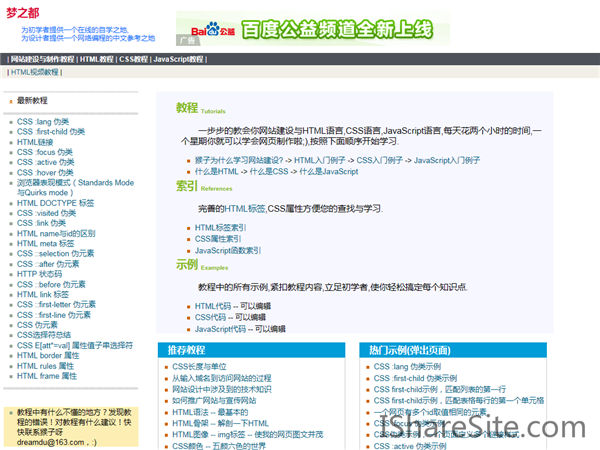 梦之都
为初学者提供一个在线的自学之地,
为设计者提供一个网络编程的中文参考之地
Bai百度公益
百度公益频道全新上线
广告
| 网站建设与制作教程 | HTML教程 | CSS教程 | JavaScript教程 |
| HTML视频教程 |
最新教程
CSS :lang 伪类
CSS :first-child 伪类
HTML链接
CSS :focus 伪类
CSS :active 伪类
CSS :hover 伪类
浏览器表现模式（Standards Mode
与Quirks mode）
HTML DOCTYPE 标签
CSS :visited 伪类
CSS :link 伪类
HTML name与id的区别
HTML meta 标签
CSS ::selection 伪元素
CSS ::after 伪元素
HTTP 状态码
CSS ::before 伪元素
HTML link 标签
CSS ::first-letter 伪元素
CSS ::first-line 伪元素
CSS 伪元素
CSS选择符总结
CSS E[att^=val] 属性值子串选择符
HTML border 属性
HTML rules 属性
HTML frame 属性
教程中有什么不懂的地方？发现教
程的错误！对教程有什么建议！快
快联系猴子呀
dreamdu@163.com，:)
教程 Tutorials
一步步的教会你网站建设与HTML语言,CSS语言,JavaScript语言,每天花两个小时的时间,一
个星期你就可以学会网页制作啦;),按照下面顺序开始学习.
猴子为什么学习网站建设? -> HTML入门例子 -> CSS入门例子 -> JavaScript入门例子
什么是HTML -> 什么是CSS -> 什么是JavaScript
索引 References
完善的HTML标签,CSS属性方便您的查找与学习.
HTML标签索引
CSS属性索引
JavaScript函数索引
示例 Examples
教程中的所有示例,紧扣教程内容,立足初学者,使你轻松搞定每个知识点.
HTML代码 -- 可以编辑
CSS代码 -- 可以编辑
JavaScript代码 -- 可以编辑
推荐教程
CSS长度与单位
从输入域名到访问网站的过程
网站设计中涉及到的技术知识
如何推广网站与宣传网站
HTML语法 -- 最基本的
HTML骨架 -- 解剖一下HTML
HTML图像 -- img标签 -- 使我的网页图文并茂
CSS颜色 -- 五颜六色的世界
热门示例(弹出页面)
CSS :lang 伪类示例
CSS :first-child 伪类示例
CSS :first-child示例，匹配列表的第一行
CSS :first-child示例，匹配表格每行的第一个单元格
一个网页有多个id取值相同的元素
CSS :focus 伪类示例
CSS :active 伪类示例
iShareSite.com